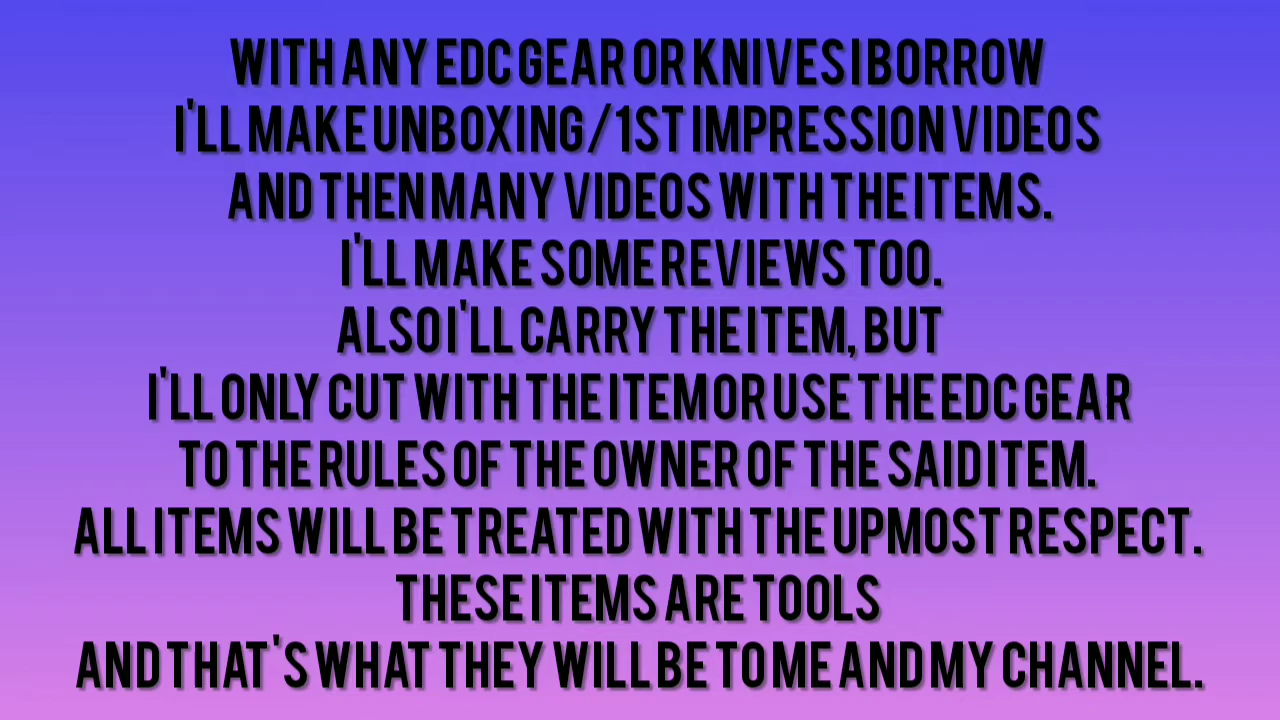 WITH ANY EDC GEAR OR KNIVES I BORROW
I'LL MAKE UNBOXING/1ST IMPRESSION VIDEOS
AND THEN MANY VIDEOS WITH THE ITEMS.
I'LL MAKE SOME REVIEWS TOO.
ALSO I'LL CARRY THE ITEM, BUT
I'LL ONLY CUT WITH THE ITEM OR USE THE EDC GEAR
TO THE RULES OF THE OWNER OF THE SAID ITEM.
ALL ITEMS WILL BE TREATED WITH THE UPMOST RESPECT.
THESE ITEMS ARE TOOLS
AND THAT'S WHAT THEY WILL BE TO ME AND MY CHANNEL.